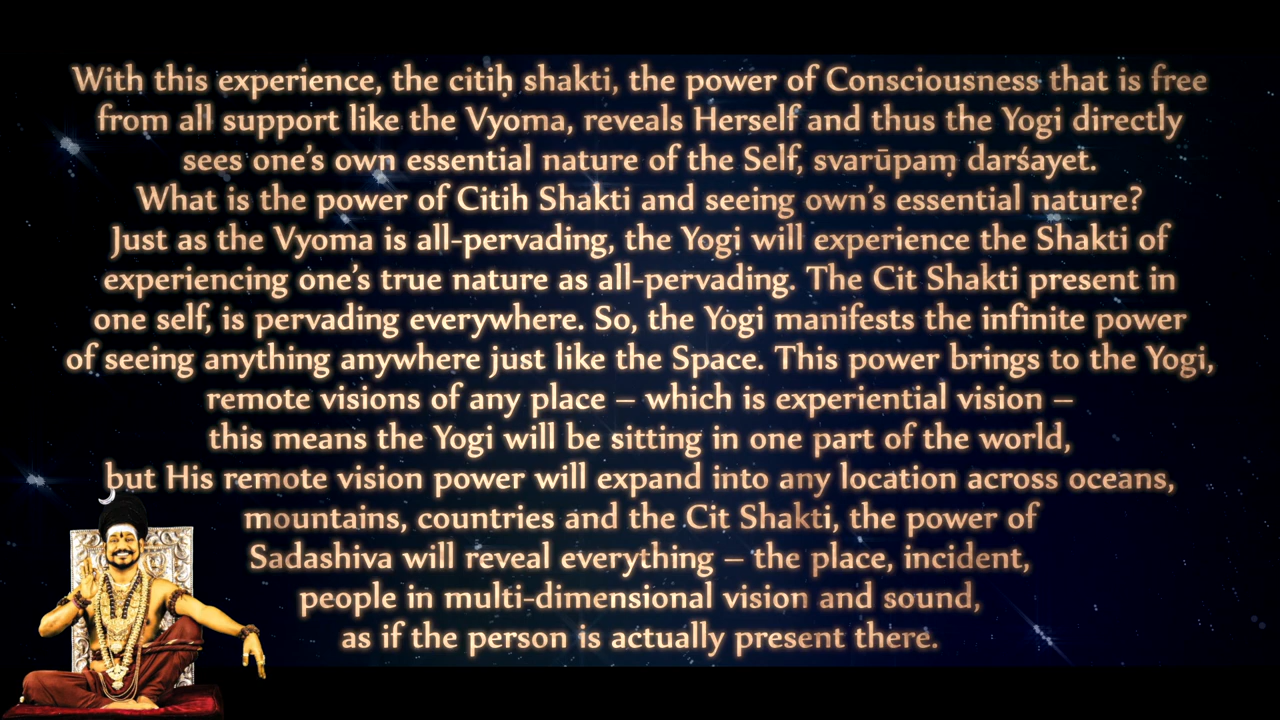 With this experience, the citiḥ shakti, the power of Consciousness that is free
from all support like the Vyoma, reveals Herself and thus the Yogi directly
sees one’s own essential nature of the Self, svarūpaṃ darśayet.
What is the power of Citih Shakti and seeing own’s essential nature?
Just as the Vyoma is all-pervading, the Yogi will experience the Shakti of
experiencing one’s true nature as all-pervading. The Cit Shakti present in
one self, is pervading everywhere. So, the Yogi manifests the infinite power
of seeing anything anywhere just like the Space. This power brings to the Yogi,
remote visions of any place – which is experiential vision –
this means the Yogi will be sitting in one part of the world,
but His remote vision power will expand into any location across oceans,
mountains, countries and the Cit Shakti, the power of
Sadashiva will reveal everything – the place, incident,
people in multi-dimensional vision and sound,
as if the person is actually present there.